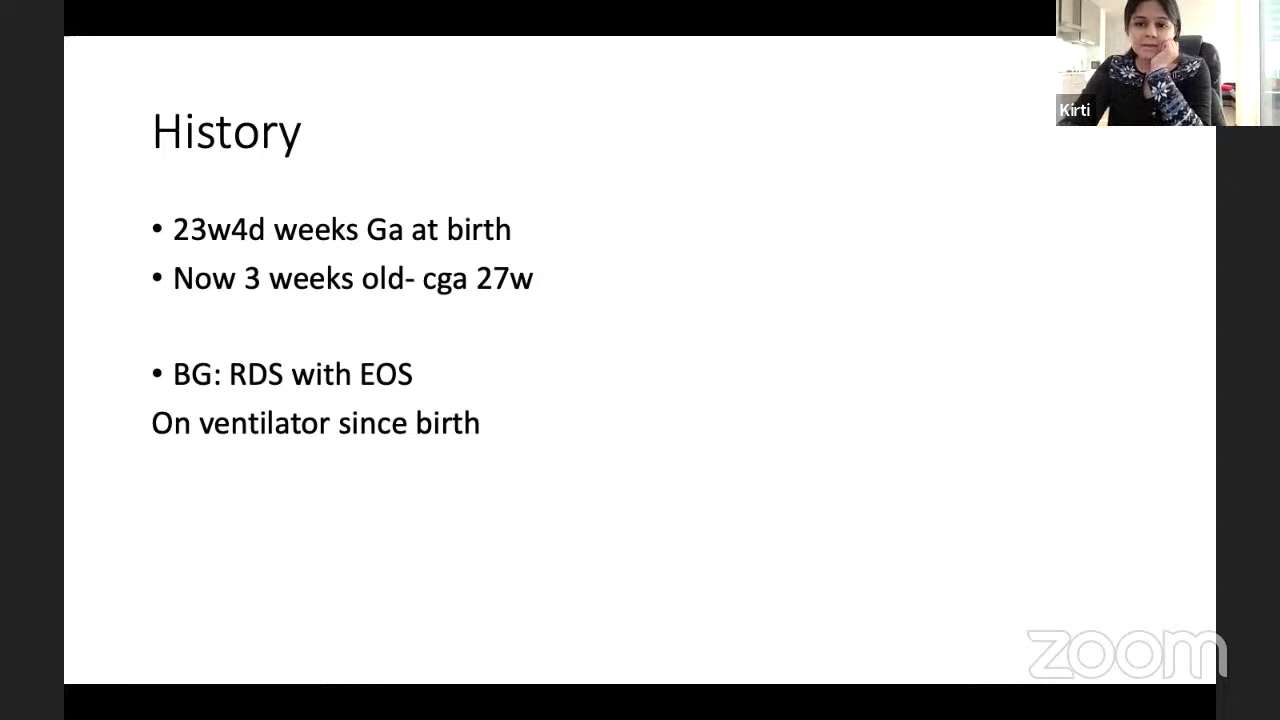 Kirti
History
• 23w4d weeks Ga at birth
• Now 3 weeks old- cga 27w
• BG: RDS with EOS
On ventilator since birth
zoom